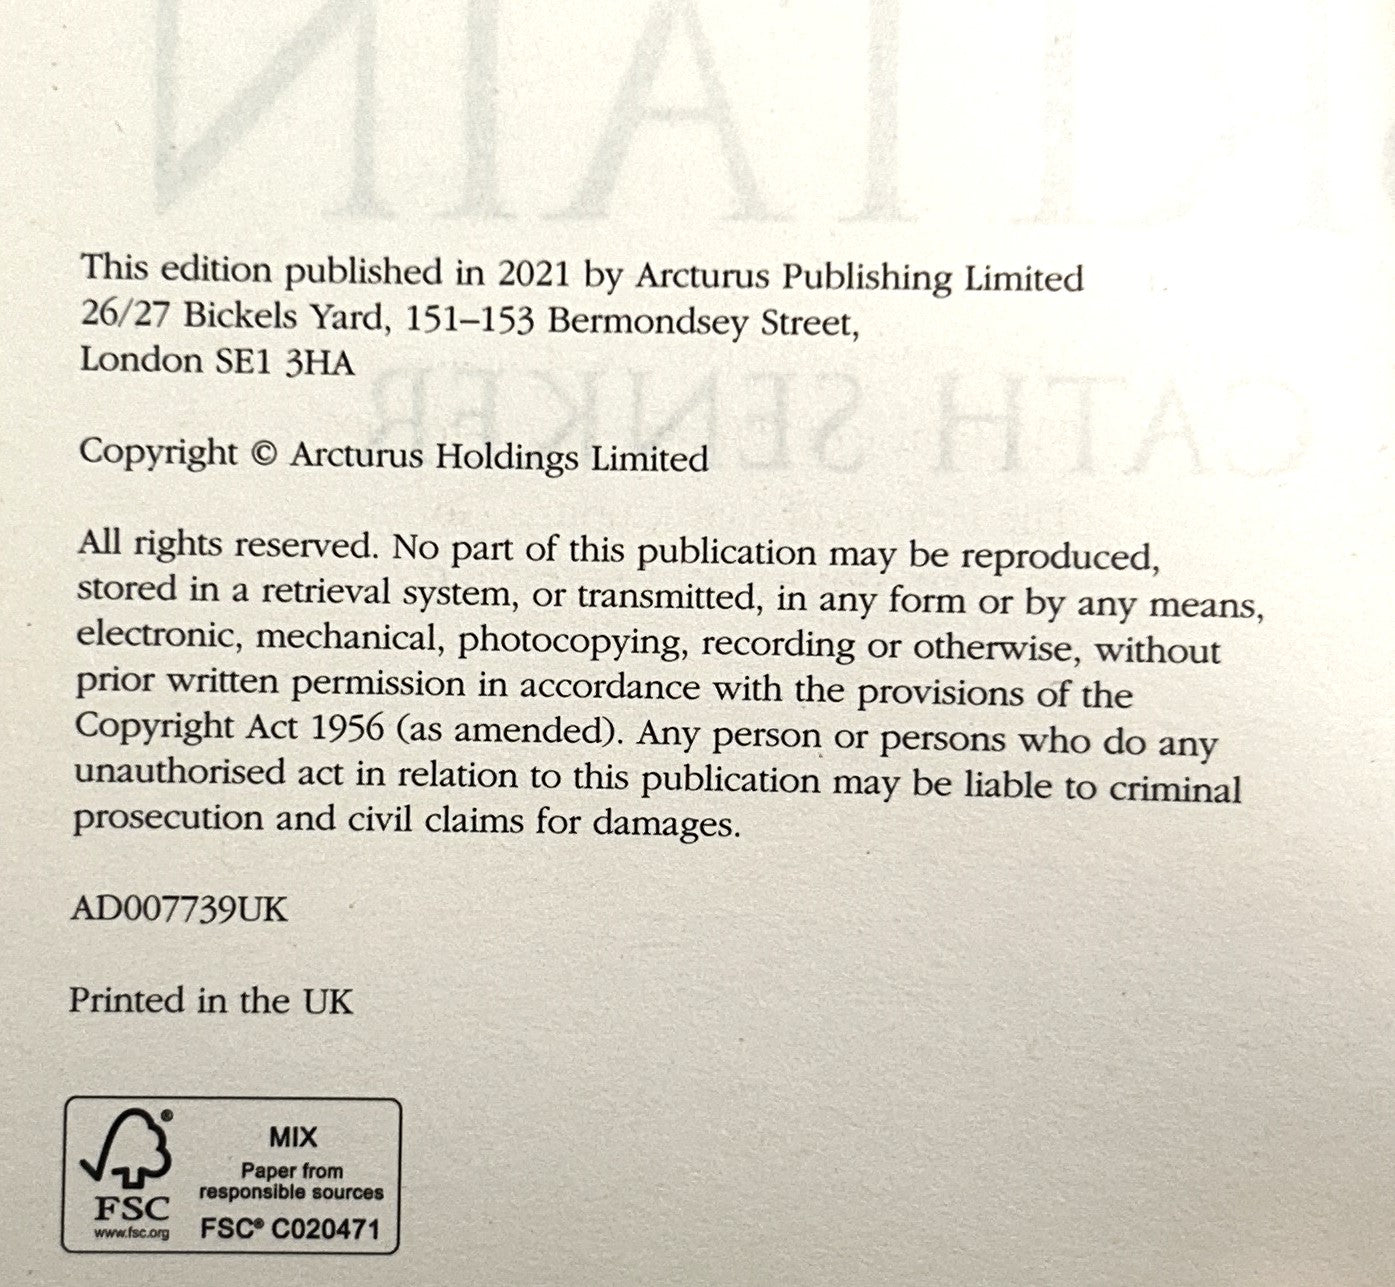 This edition published in 2021 by Arcturus Publishing Limited
26/27 Bickels Yard, 151–153 Bermondsey Street,
London SE1 3HA
CATH SENKER
Copyright © Arcturus Holdings Limited
All rights reserved. No part of this publication may be reproduced,
stored in a retrieval system, or transmitted, in any form or by any means,
electronic, mechanical, photocopying, recording or otherwise, without
prior written permission in accordance with the provisions of the
Copyright Act 1956 (as amended). Any person or persons who do any
unauthorised act in relation to this publication may be liable to criminal
prosecution and civil claims for damages.
AD007739UK
Printed in the UK
FSC
www.fsc.org
MIX
Paper from
responsible sources
FSC® C020471